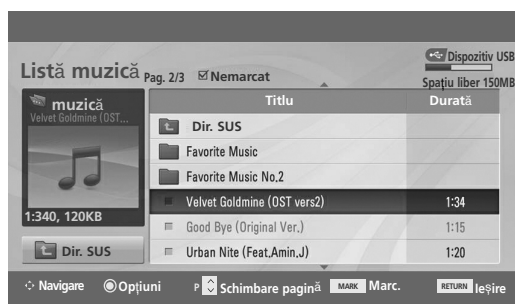 Dispozitiv USB
Listă muzică Pag. 2/3 Nemarcat
Spaţiu liber 150MB
muzică
Velvet Goldmine (OST...
1:340, 120KB
Dir. SUS
Titlu Durată
Dir. SUS
Favorite Music
Favorite Music No.2
Velvet Goldmine (OST vers2) 1:34
Good Bye (Original Ver.) 1:15
Urban Nite (Feat.Amin.J) 1:20
Navigare Opţiuni P Schimbare pagină MARK Marc. RETURN Ieşire